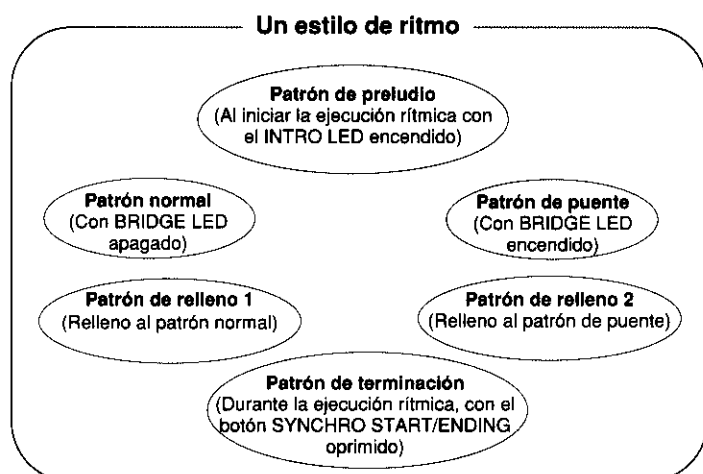 Un estilo de ritmo
Patrón de preludio
(Al iniciar la ejecución rítmica con
el INTRO LED encendido)
Patrón normal
(Con BRIDGE LED
apagado)
Patrón de puente
(Con BRIDGE LED
encendido)
Patrón de relleno 1
(Relleno al patrón normal)
Patrón de relleno 2
(Relleno al patrón de puente)
Patrón de terminación
(Durante la ejecución rítmica, con el
botón SYNCHRO START/ENDING
oprimido)